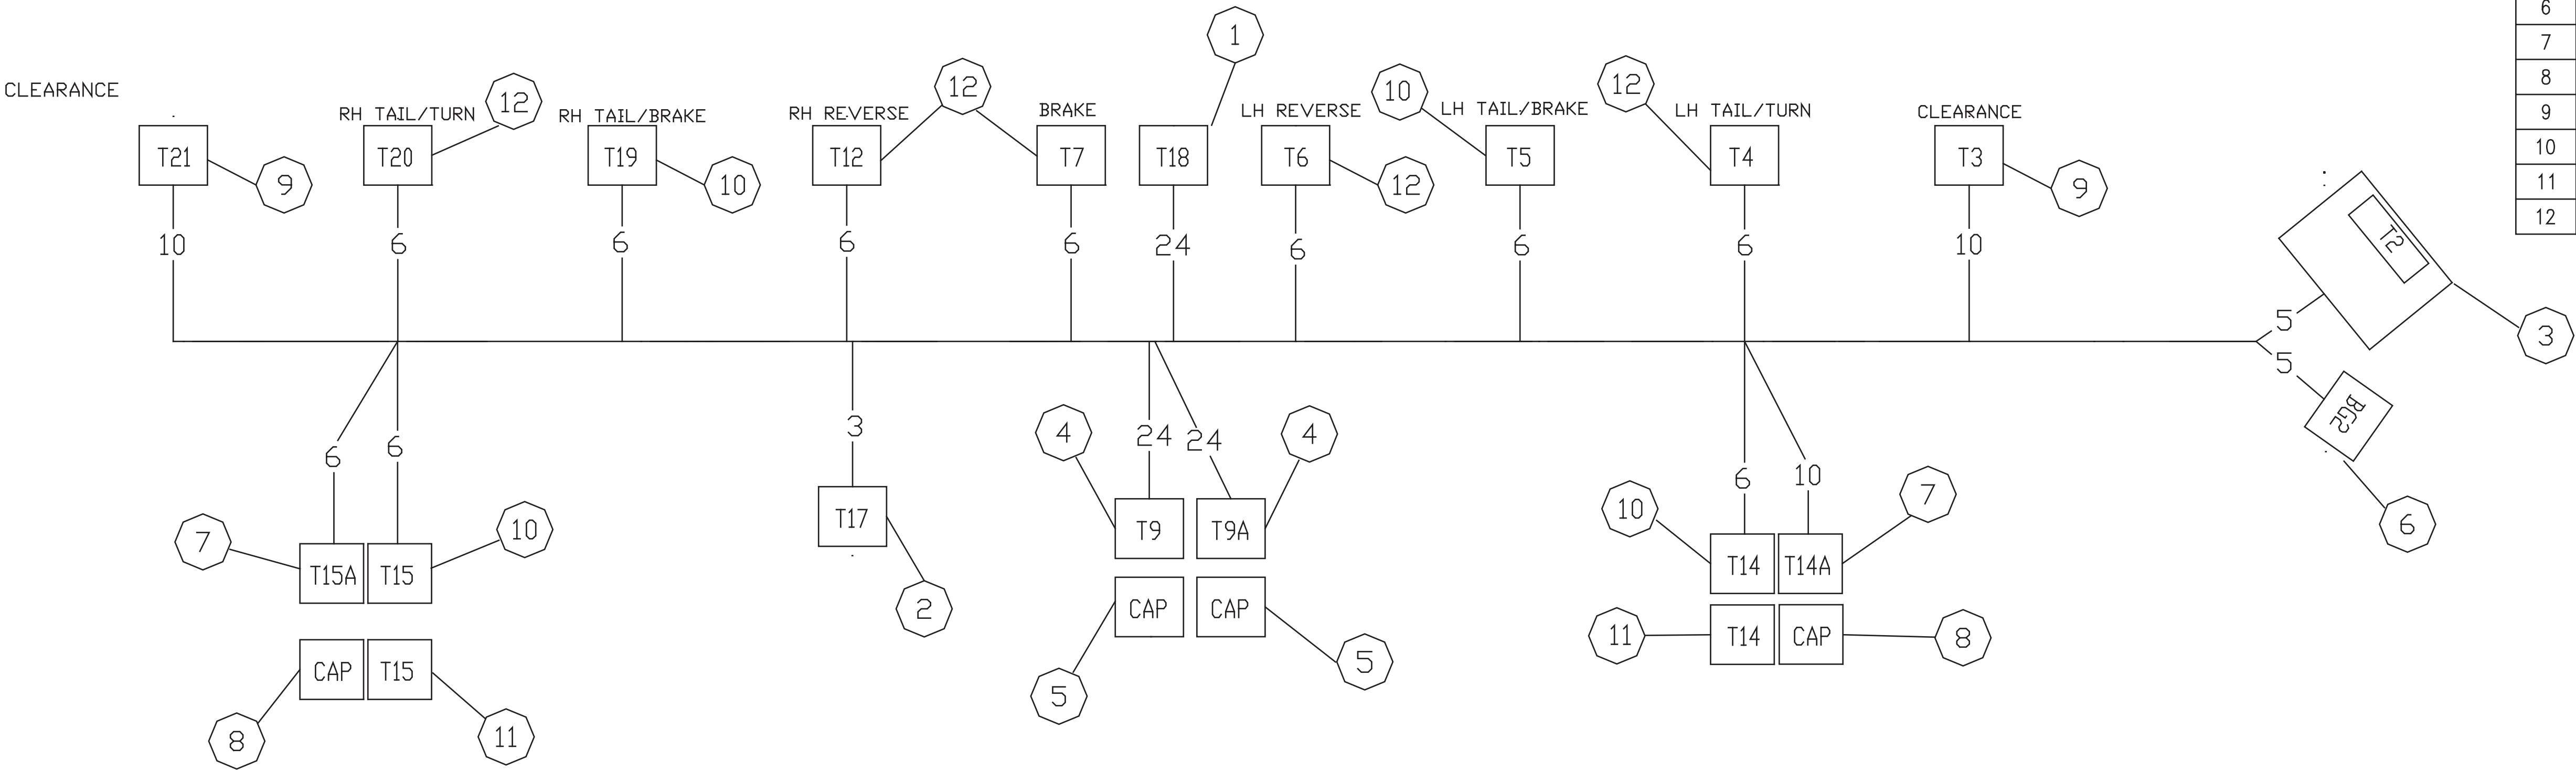 1
6
7
8
9
10
11
12
CLEARANCE
RH TAIL/TURN
12
RH TAIL/BRAKE
RH REVERSE
12
BRAKE
LH REVERSE
10
LH TAIL/BRAKE
12
LH TAIL/TURN
CLEARANCE
T21
9
T20
T19
10
T12
T7
T18
T6
12
T5
T4
T3
9
T2
10
6
6
6
6
24
6
6
6
10
5
3
5
BG2
6
6
6
3
4
24
24
4
6
10
7
10
T15A
T15
7
10
T17
2
T9
T9A
T14
T14A
CAP
CAP
5
5
11
T14
CAP
8
CAP
T15
8
11